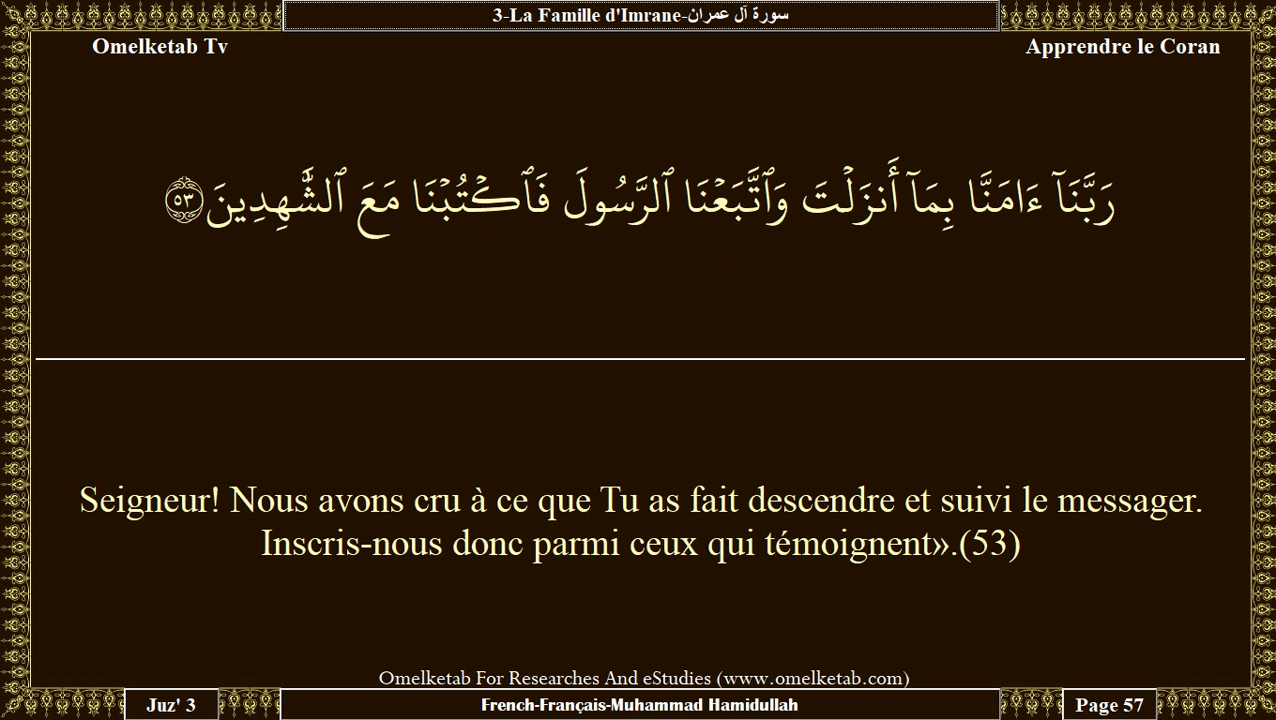 3-La Famille d'Imrane-سورة آل عمران
Omelketab Tv
Apprendre le Coran
رَبَّنَآ ءَامَنَّا بِمَآ أَنزَلْتَ وَٱتَّبَعْنَا ٱلرَّسُولَ فَٱكْتُبْنَا مَعَ ٱلشَّٰهِدِينَ ٥٣
Seigneur! Nous avons cru à ce que Tu as fait descendre et suivi le messager.
Inscris-nous donc parmi ceux qui témoignent».(53)
Omelketab For Researches And eStudies (www.omelketab.com)
Juz' 3
French-Français-Muhammad Hamidullah
Page 57